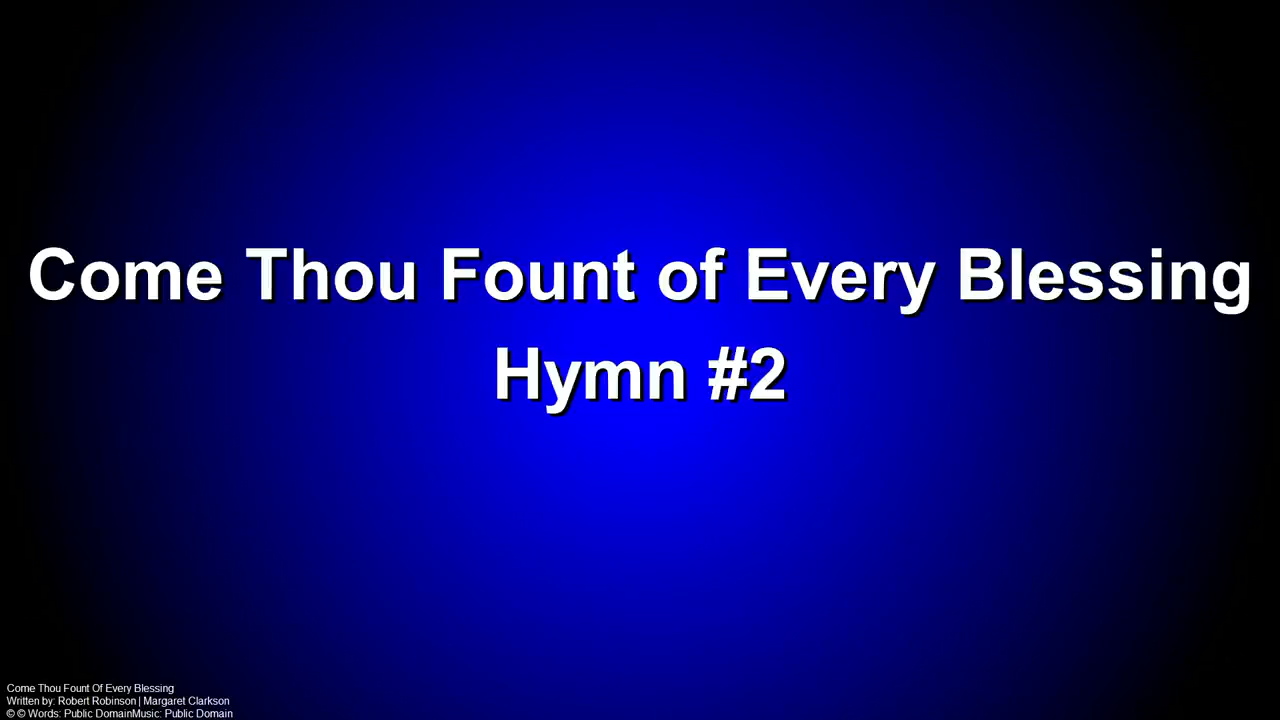 Come Thou Fount of Every Blessing
Hymn #2
Come Thou Fount Of Every Blessing
Written by: Robert Robinson | Margaret Clarkson
© © Words: Public DomainMusic: Public Domain